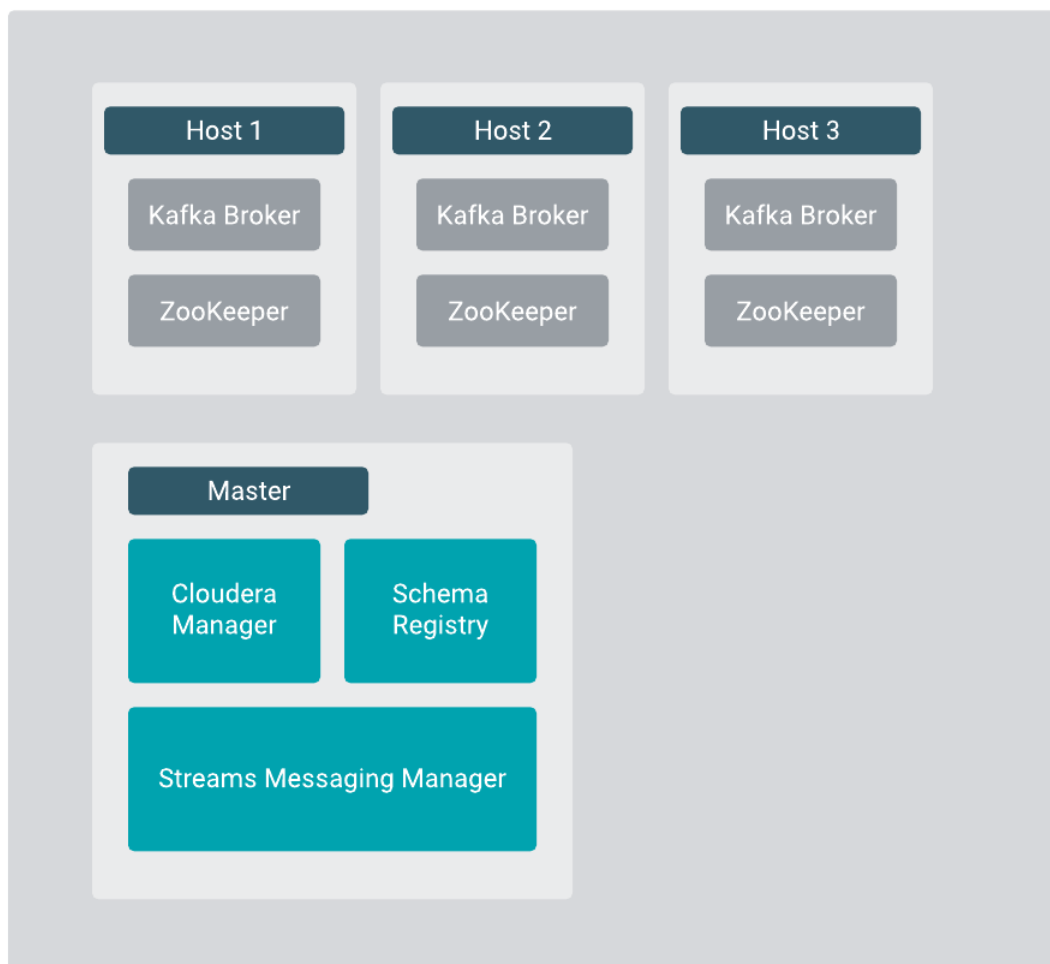 Host 1
Host 2
Host 3
Kafka Broker
Kafka Broker
Kafka Broker
ZooKeeper
ZooKeeper
ZooKeeper
Master
Cloudera
Manager
Schema
Registry
Streams Messaging Manager